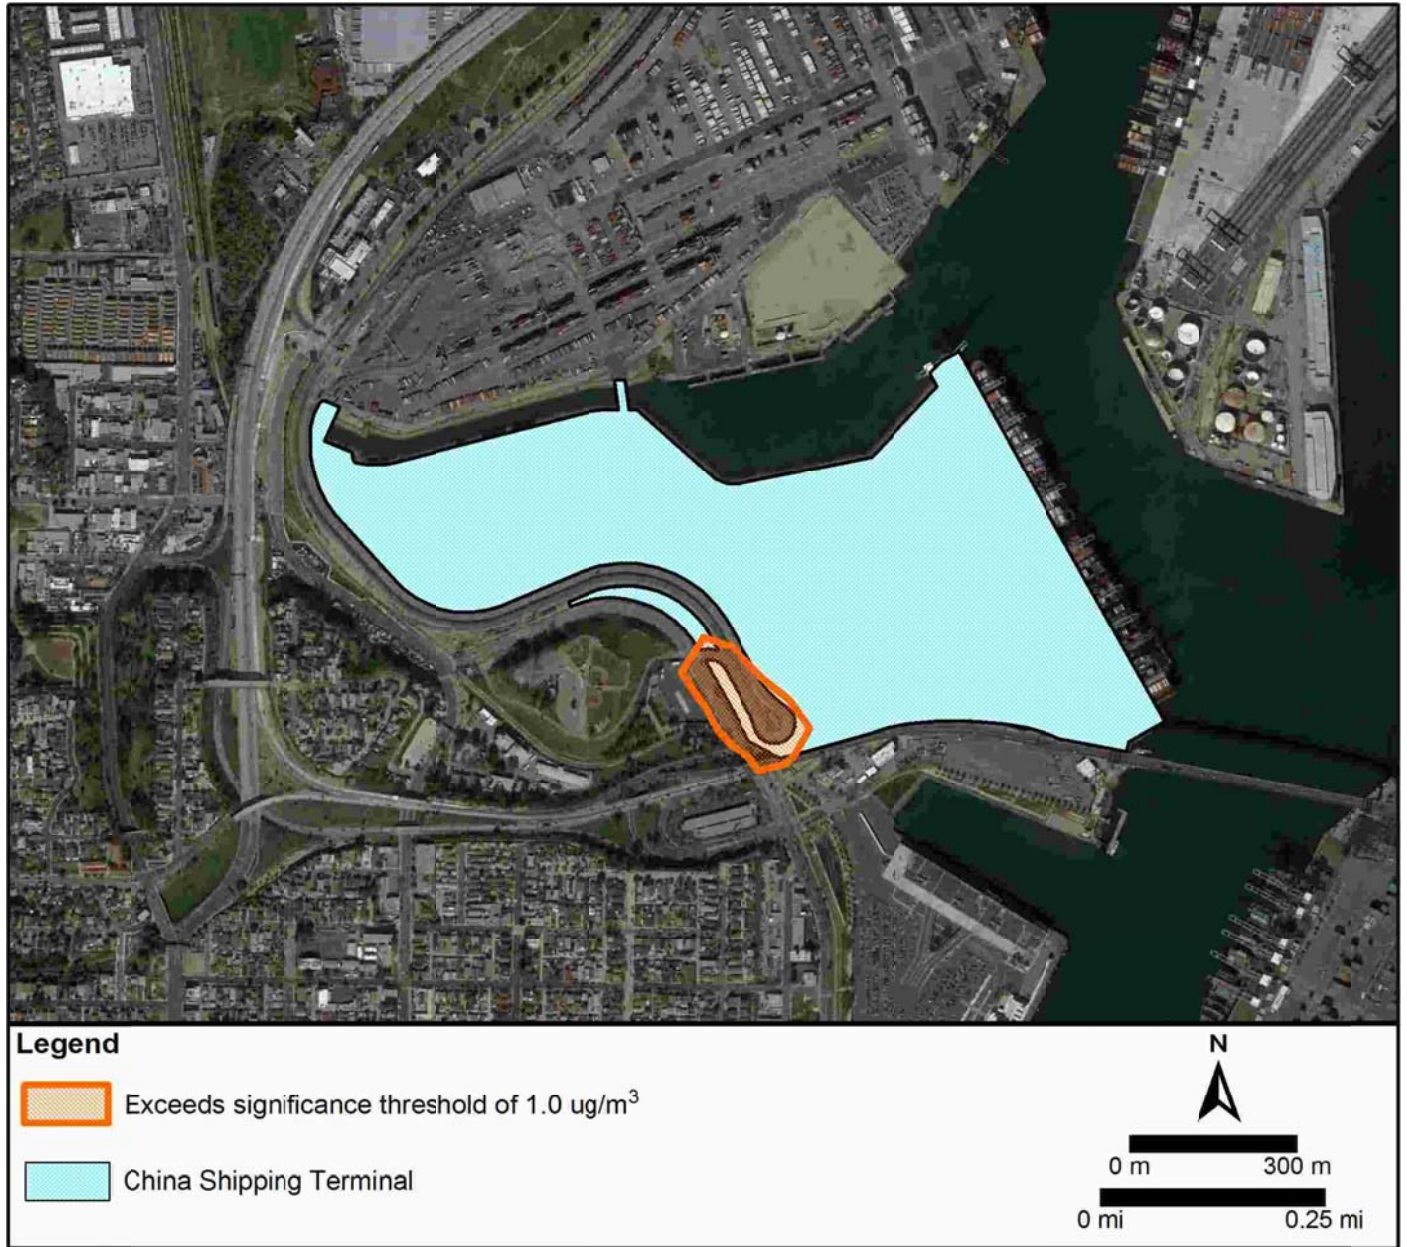 Legend
Exceeds significance threshold of 1.0 ug/m³
China Shipping Terminal
N
0 m 300 m
0 mi 0.25 mi